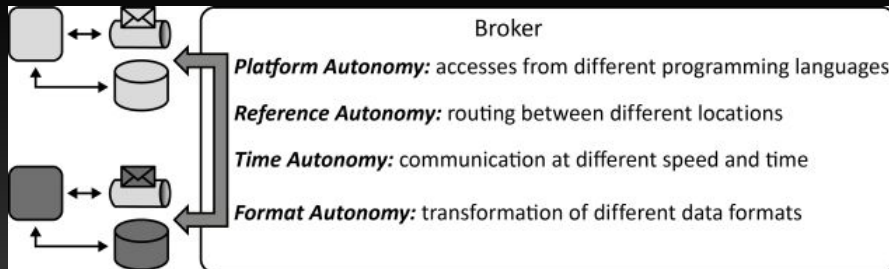 Broker
Platform Autonomy: accesses from different programming languages
Reference Autonomy: routing between different locations
Time Autonomy: communication at different speed and time
Format Autonomy: transformation of different data formats